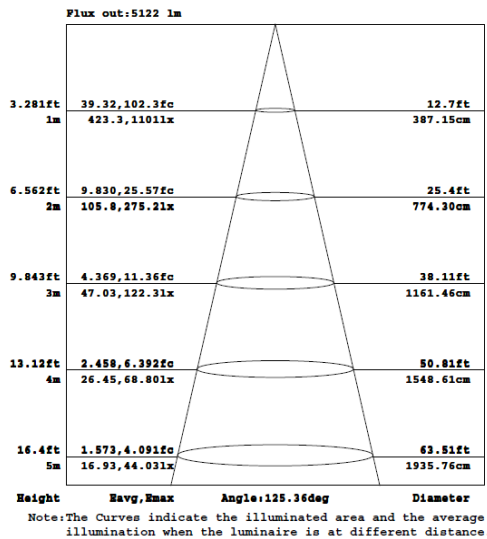 Flux out:5122 lm
3.281ft 39.32,102.3fc 12.7ft
1m 423.3,1101lx 387.15cm
6.562ft 9.830,25.57fc 25.4ft
2m 105.8,275.2lx 774.30cm
9.843ft 4.369,11.36fc 38.11ft
3m 47.03,122.3lx 1161.46cm
13.12ft 2.458,6.392fc 50.81ft
4m 26.45,68.80lx 1548.61cm
16.4ft 1.573,4.091fc 63.51ft
5m 16.93,44.03lx 1935.76cm
Height Eavg,Emax Angle:125.36deg Diameter
Note:The Curves indicate the illuminated area and the average
illumination when the luminaire is at different distance